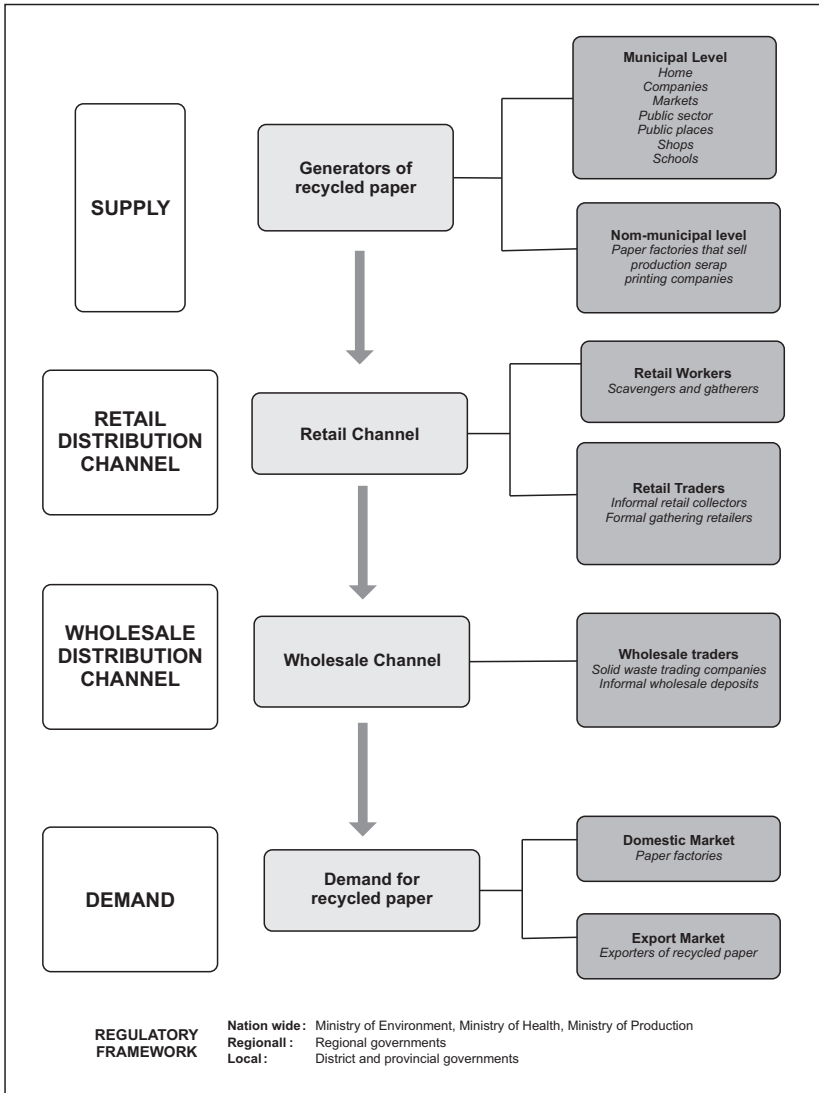 SUPPLY
Generators of
recycled paper
Municipal Level
Home
Companies
Markets
Public sector
Public places
Shops
Schools
Nom-municipal level
Paper factories that sell
production serap
printing companies
RETAIL
DISTRIBUTION
CHANNEL
Retail Channel
Retail Workers
Scavengers and gatherers
Retail Traders
Informal retail collectors
Formal gathering retailers
WHOLESALE
DISTRIBUTION
CHANNEL
Wholesale Channel
Wholesale traders
Solid waste trading companies
Informal wholesale deposits
DEMAND
Demand for
recycled paper
Domestic Market
Paper factories
Export Market
Exporters of recycled paper
REGULATORY
FRAMEWORK
Nation wide: Ministry of Environment, Ministry of Health, Ministry of Production
Regionall: Regional governments
Local: District and provincial governments